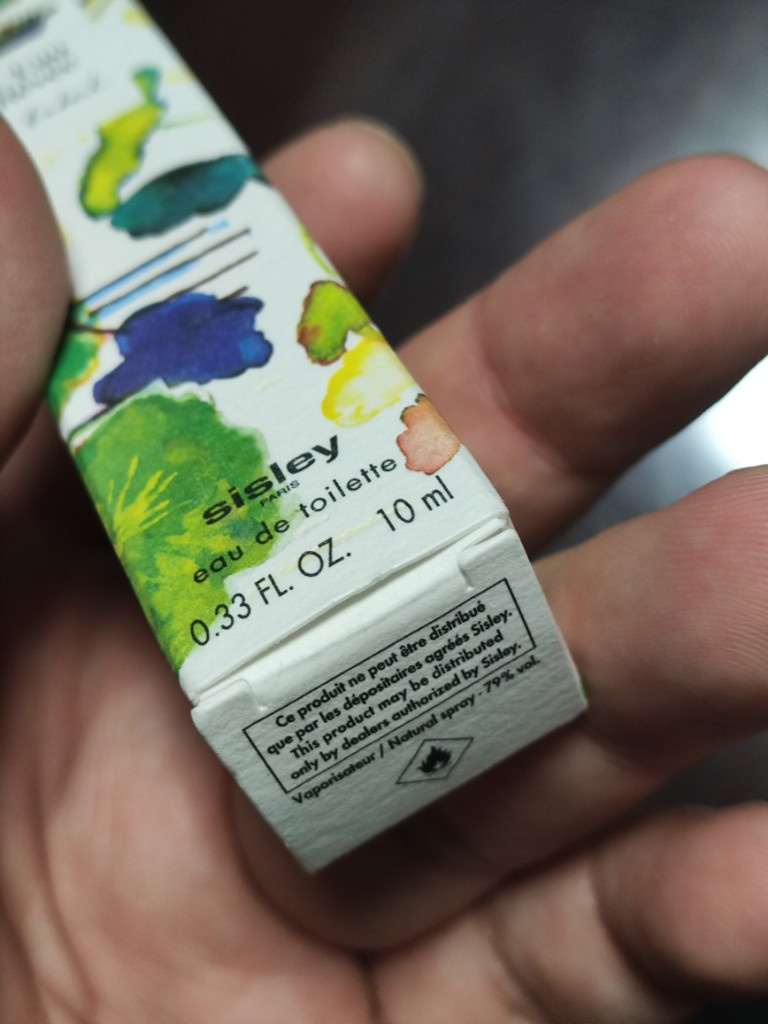 sisley
PARIS
eau de toilette
0.33 FL. OZ. 10 ml
Ce produit ne peut être distribué
que par les dépositaires agréés Sisley.
This product may be distributed
only by dealers authorized by Sisley.
Vaporisateur / Natural spray - 79% vol.